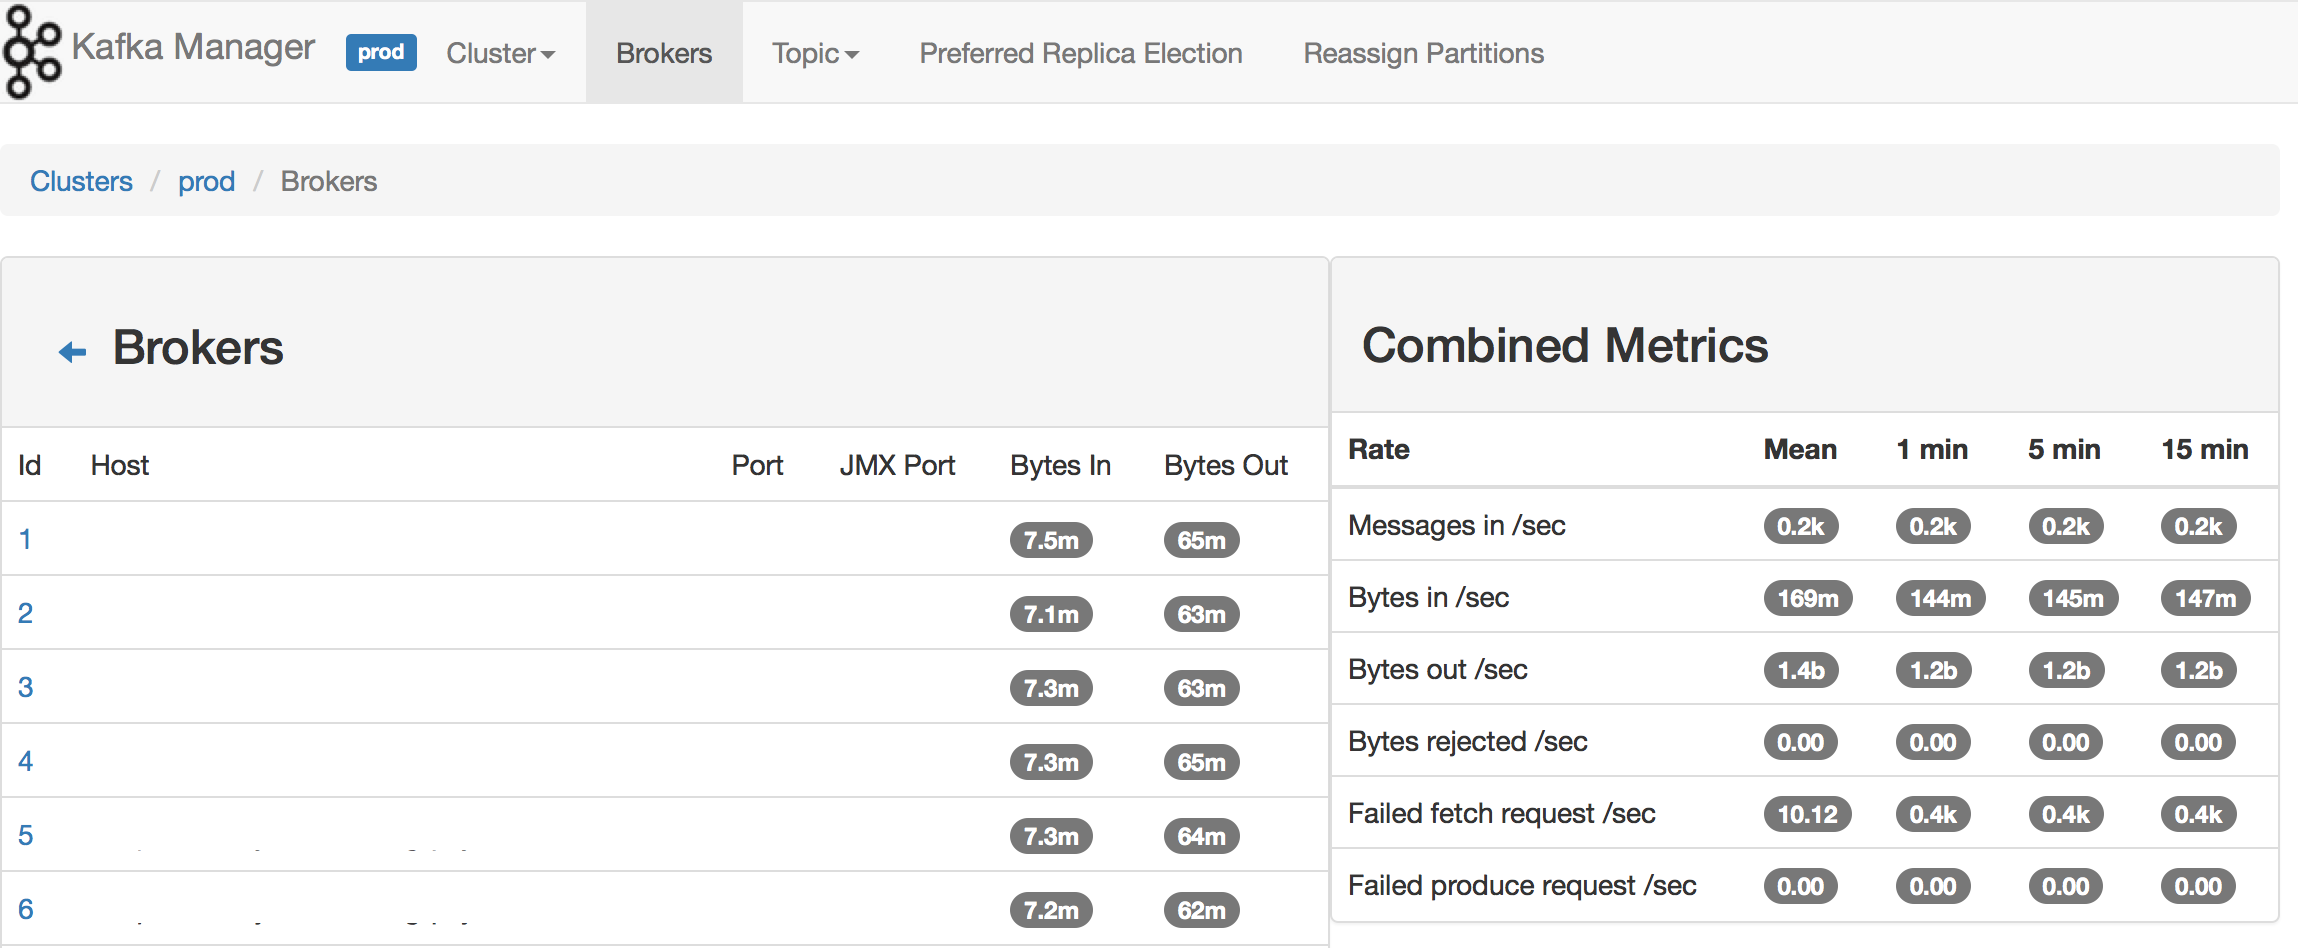 Kafka Manager prod Cluster Brokers Topic Preferred Replica Election Reassign Partitions
Clusters / prod / Brokers
Brokers
Id Host Port JMX Port Bytes In Bytes Out
1 7.5m 65m
2 7.1m 63m
3 7.3m 63m
4 7.3m 65m
5 7.3m 64m
6 7.2m 62m
Combined Metrics
Rate Mean 1 min 5 min 15 min
Messages in /sec 0.2k 0.2k 0.2k 0.2k
Bytes in /sec 169m 144m 145m 147m
Bytes out /sec 1.4b 1.2b 1.2b 1.2b
Bytes rejected /sec 0.00 0.00 0.00 0.00
Failed fetch request /sec 10.12 0.4k 0.4k 0.4k
Failed produce request /sec 0.00 0.00 0.00 0.00